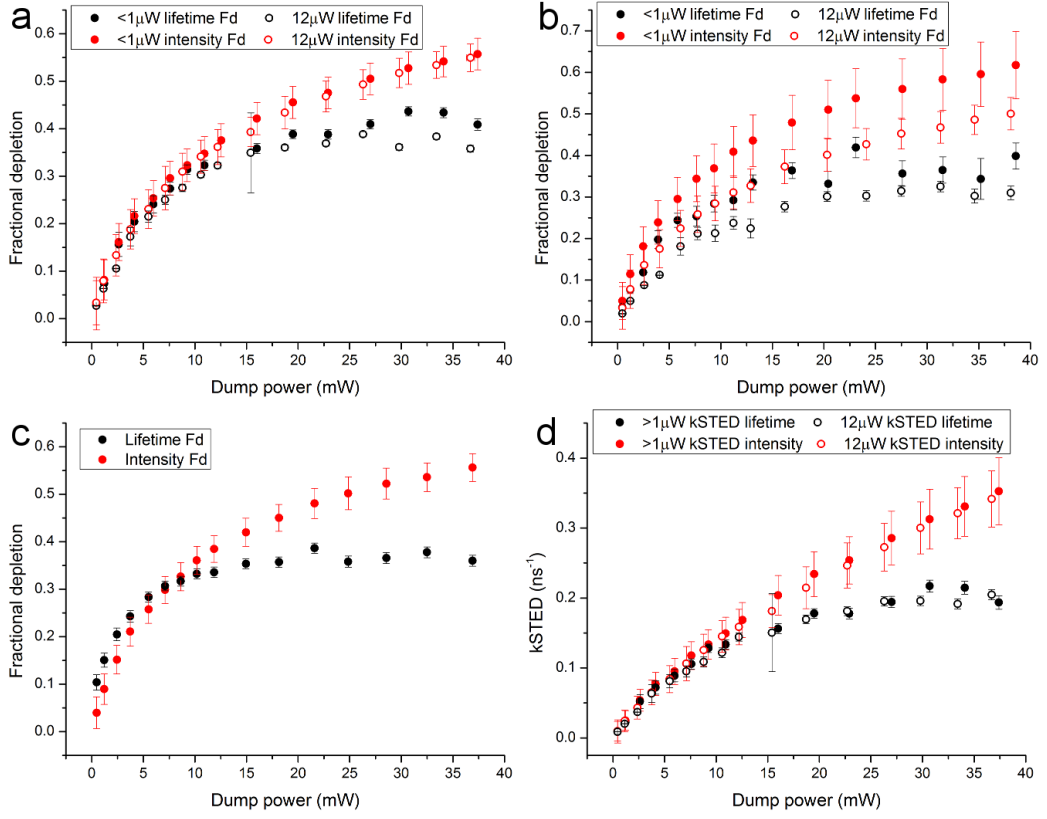 a
<1μW lifetime Fd 12μW lifetime Fd
<1μW intensity Fd 12μW intensity Fd
0.6
0.5
0.4
0.3
0.2
0.1
0.0
Fractional depletion
0 5 10 15 20 25 30 35 40
Dump power (mW)
b
<1μW lifetime Fd 12μW lifetime Fd
<1μW intensity Fd 12μW intensity Fd
0.7
0.6
0.5
0.4
0.3
0.2
0.1
0.0
Fractional depletion
0 5 10 15 20 25 30 35 40
Dump power (mW)
c
Lifetime Fd
Intensity Fd
0.6
0.5
0.4
0.3
0.2
0.1
0.0
Fractional depletion
0 5 10 15 20 25 30 35 40
Dump power (mW)
d
>1μW kSTED lifetime 12μW kSTED lifetime
>1μW kSTED intensity 12μW kSTED intensity
0.4
0.3
0.2
0.1
0.0
kSTED (ns⁻¹)
0 5 10 15 20 25 30 35 40
Dump power (mW)